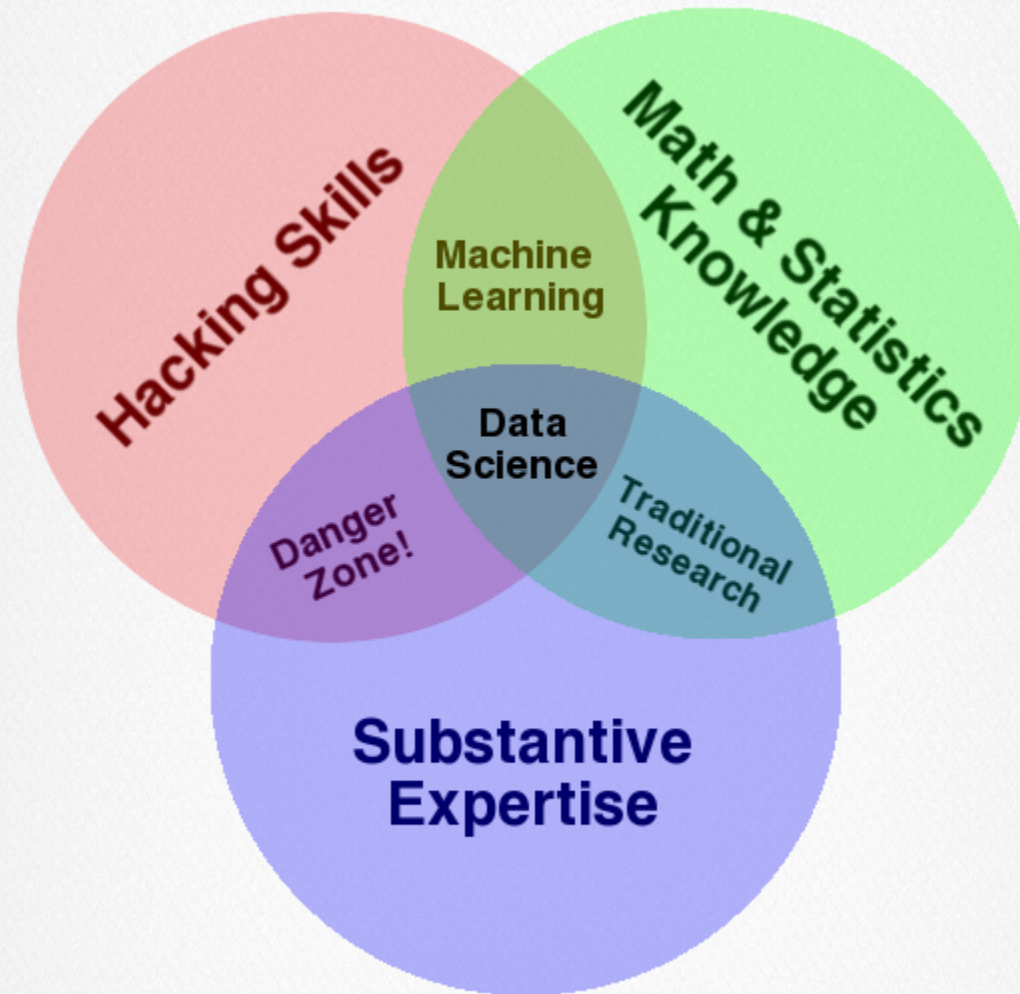 Hacking Skills
Math & Statistics
Knowledge
Machine
Learning
Data
Science
Danger
Zone!
Traditional
Research
Substantive
Expertise